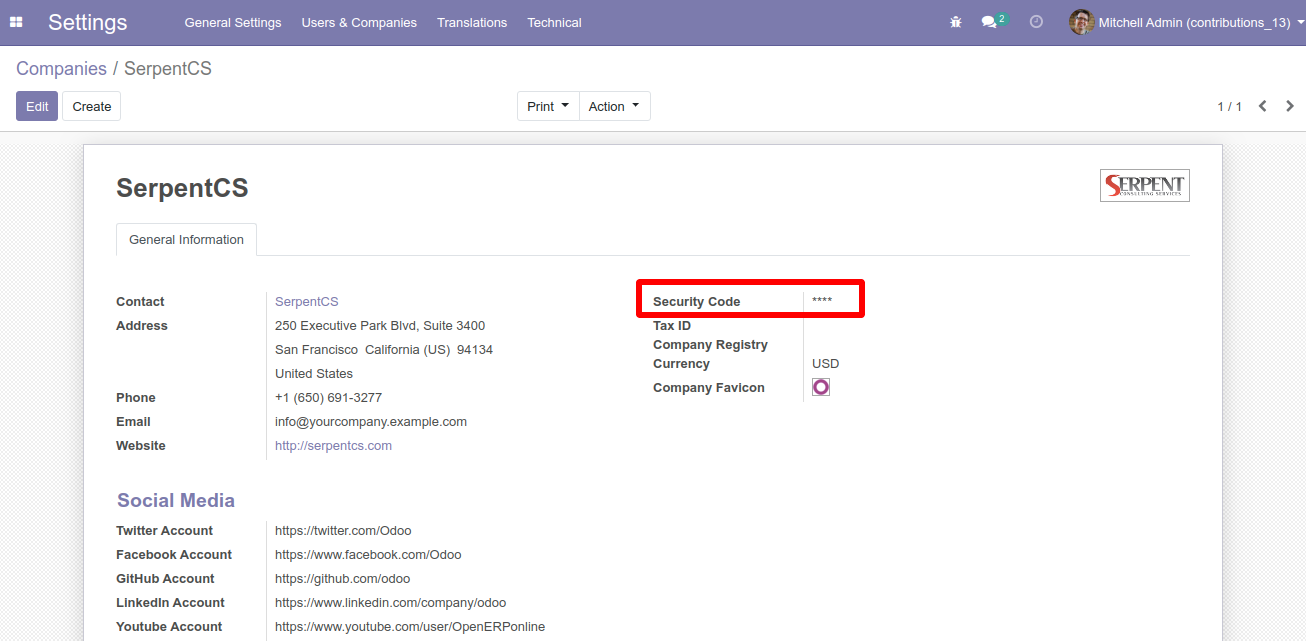 Settings General Settings Users & Companies Translations Technical 2 Mitchell Admin (contributions_13)
Companies / SerpentCS
Edit Create Print Action 1 / 1
SerpentCS
SERPENT
CONSULTING SERVICES
General Information
Contact SerpentCS
Address 250 Executive Park Blvd, Suite 3400
San Francisco California (US) 94134
United States
Phone +1 (650) 691-3277
Email info@yourcompany.example.com
Website http://serpentcs.com
Security Code ****
Tax ID
Company Registry
Currency USD
Company Favicon
Social Media
Twitter Account https://twitter.com/Odoo
Facebook Account https://www.facebook.com/Odoo
GitHub Account https://github.com/odoo
LinkedIn Account https://www.linkedin.com/company/odoo
Youtube Account https://www.youtube.com/user/OpenERPonline